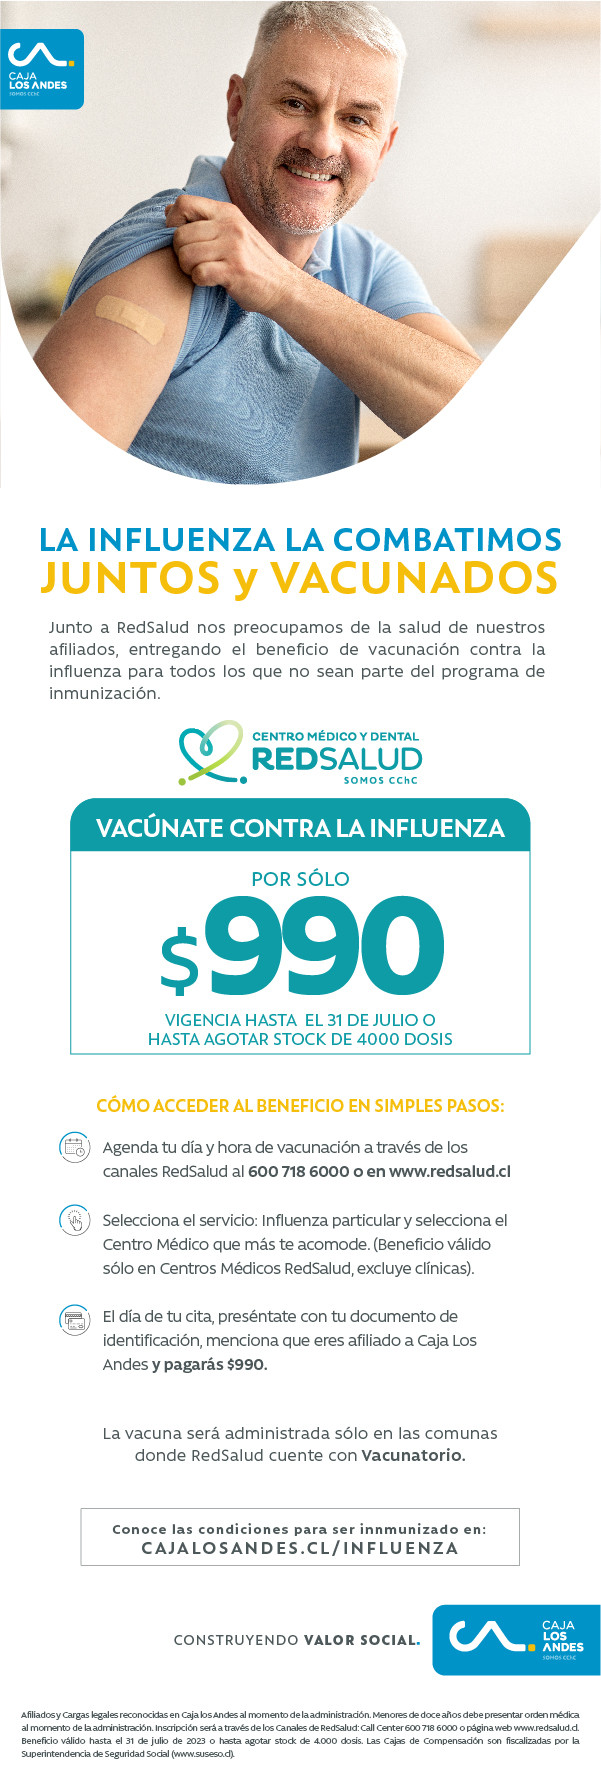 CAJA
LOS ANDES
SOMOS CChC
LA INFLUENZA LA COMBATIMOS
JUNTOS y VACUNADOS
Junto a RedSalud nos preocupamos de la salud de nuestros
afiliados, entregando el beneficio de vacunación contra la
influenza para todos los que no sean parte del programa de
inmunización.
CENTRO MÉDICO Y DENTAL
REDSALUD
SOMOS CChC
VACÚNATE CONTRA LA INFLUENZA
POR SÓLO
$990
VIGENCIA HASTA EL 31 DE JULIO O
HASTA AGOTAR STOCK DE 4000 DOSIS
CÓMO ACCEDER AL BENEFICIO EN SIMPLES PASOS:
Agenda tu día y hora de vacunación a través de los
canales RedSalud al 600 718 6000 o en www.redsalud.cl
Selecciona el servicio: Influenza particular y selecciona el
Centro Médico que más te acomode. (Beneficio válido
sólo en Centros Médicos RedSalud, excluye clínicas).
El día de tu cita, preséntate con tu documento de
identificación, menciona que eres afiliado a Caja Los
Andes y pagarás $990.
La vacuna será administrada sólo en las comunas
donde RedSalud cuente con Vacunatorio.
Conoce las condiciones para ser innmunizado en:
CAJALOSANDES.CL/INFLUENZA
CONSTRUYENDO VALOR SOCIAL.
CAJA
LOS
ANDES
SOMOS CChC
Afiliados y Cargas legales reconocidas en Caja los Andes al momento de la administración. Menores de doce años debe presentar orden médica
al momento de la administración. Inscripción será a través de los Canales de RedSalud: Call Center 600 718 6000 o página web www.redsalud.cl.
Beneficio válido hasta el 31 de julio de 2023 o hasta agotar stock de 4.000 dosis. Las Cajas de Compensación son fiscalizadas por la
Superintendencia de Seguridad Social (www.suseso.cl).